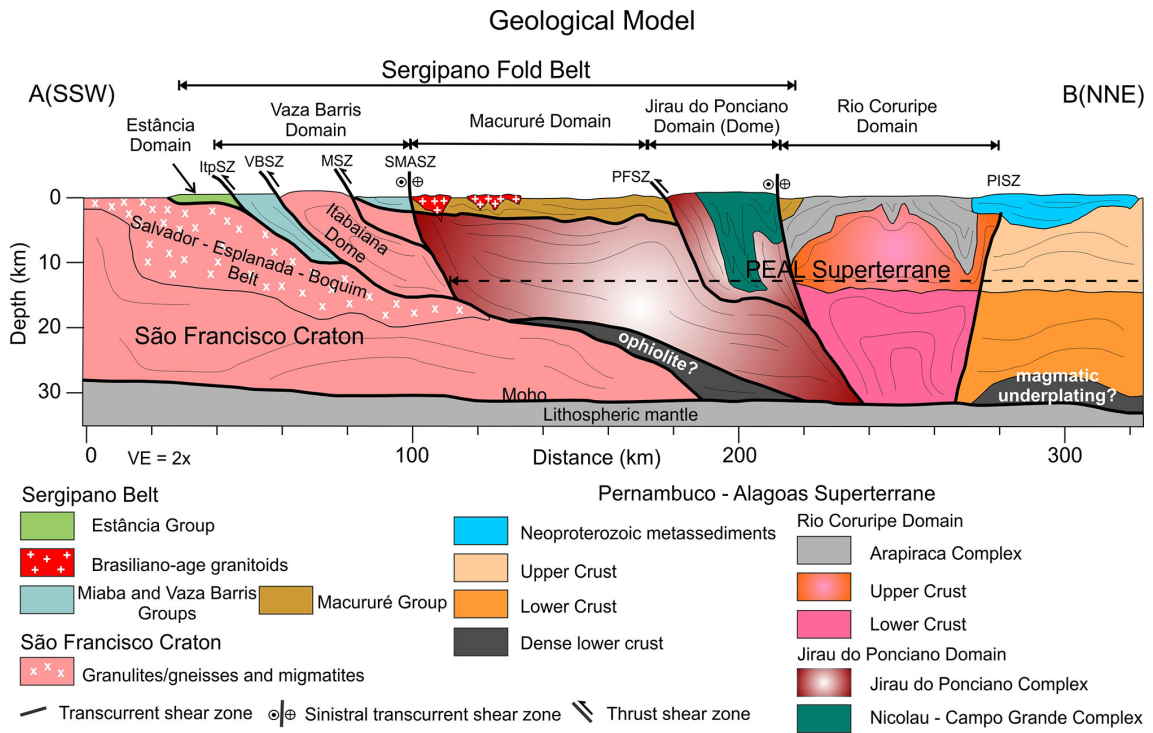 Geological Model
Sergipano Fold Belt
A(SSW)
B(NNE)
Estância
Domain
Vaza Barris
Domain
Macururé Domain
Jirau do Ponciano
Domain (Dome)
Rio Coruripe
Domain
ItpSZ
VBSZ
MSZ
SMASZ
PFSZ
PISZ
Depth (km)
0
10
20
30
Salvador - Esplanada - Boquim
Belt
Itabaiana
Dome
PEAL Superterrane
São Francisco Craton
ophiolite?
magmatic
underplating?
Moho
Lithospheric mantle
0
100
200
300
VE = 2x
Distance (km)
Sergipano Belt
Estância Group
Brasiliano-age granitoids
Miaba and Vaza Barris
Groups
Macururé Group
São Francisco Craton
Granulites/gneisses and migmatites
Pernambuco - Alagoas Superterrane
Neoproterozoic metassediments
Upper Crust
Lower Crust
Dense lower crust
Rio Coruripe Domain
Arapiraca Complex
Upper Crust
Lower Crust
Jirau do Ponciano Domain
Jirau do Ponciano Complex
Nicolau - Campo Grande Complex
Transcurrent shear zone
Sinistral transcurrent shear zone
Thrust shear zone